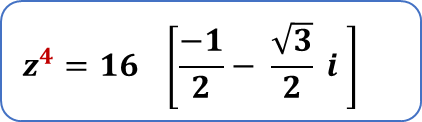 z⁴ = 16 [ −1/2 − √3/2 i ]